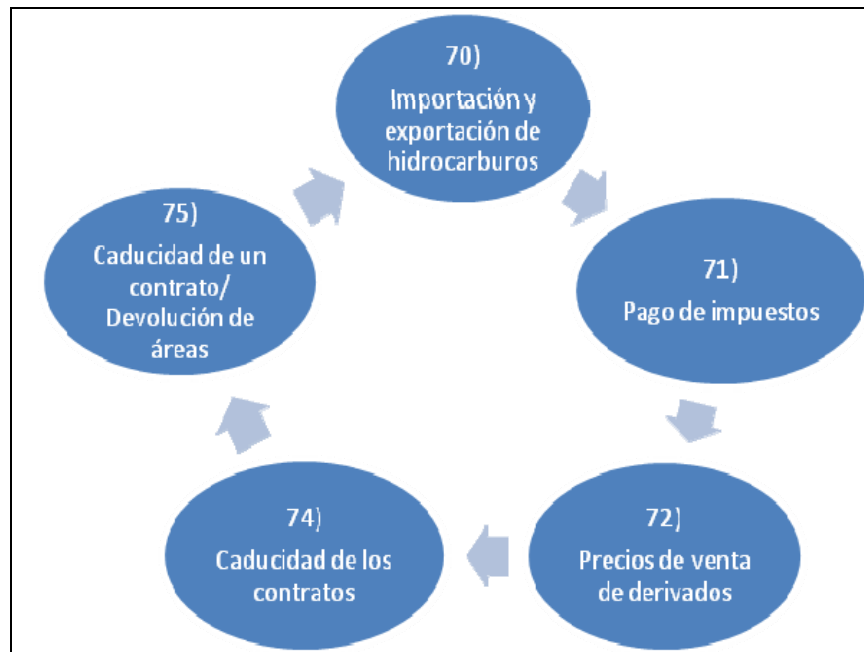 70)
Importación y
exportación de
hidrocarburos
71)
Pago de impuestos
72)
Precios de venta
de derivados
74)
Caducidad de los
contratos
75)
Caducidad de un
contrato/
Devolución de
áreas